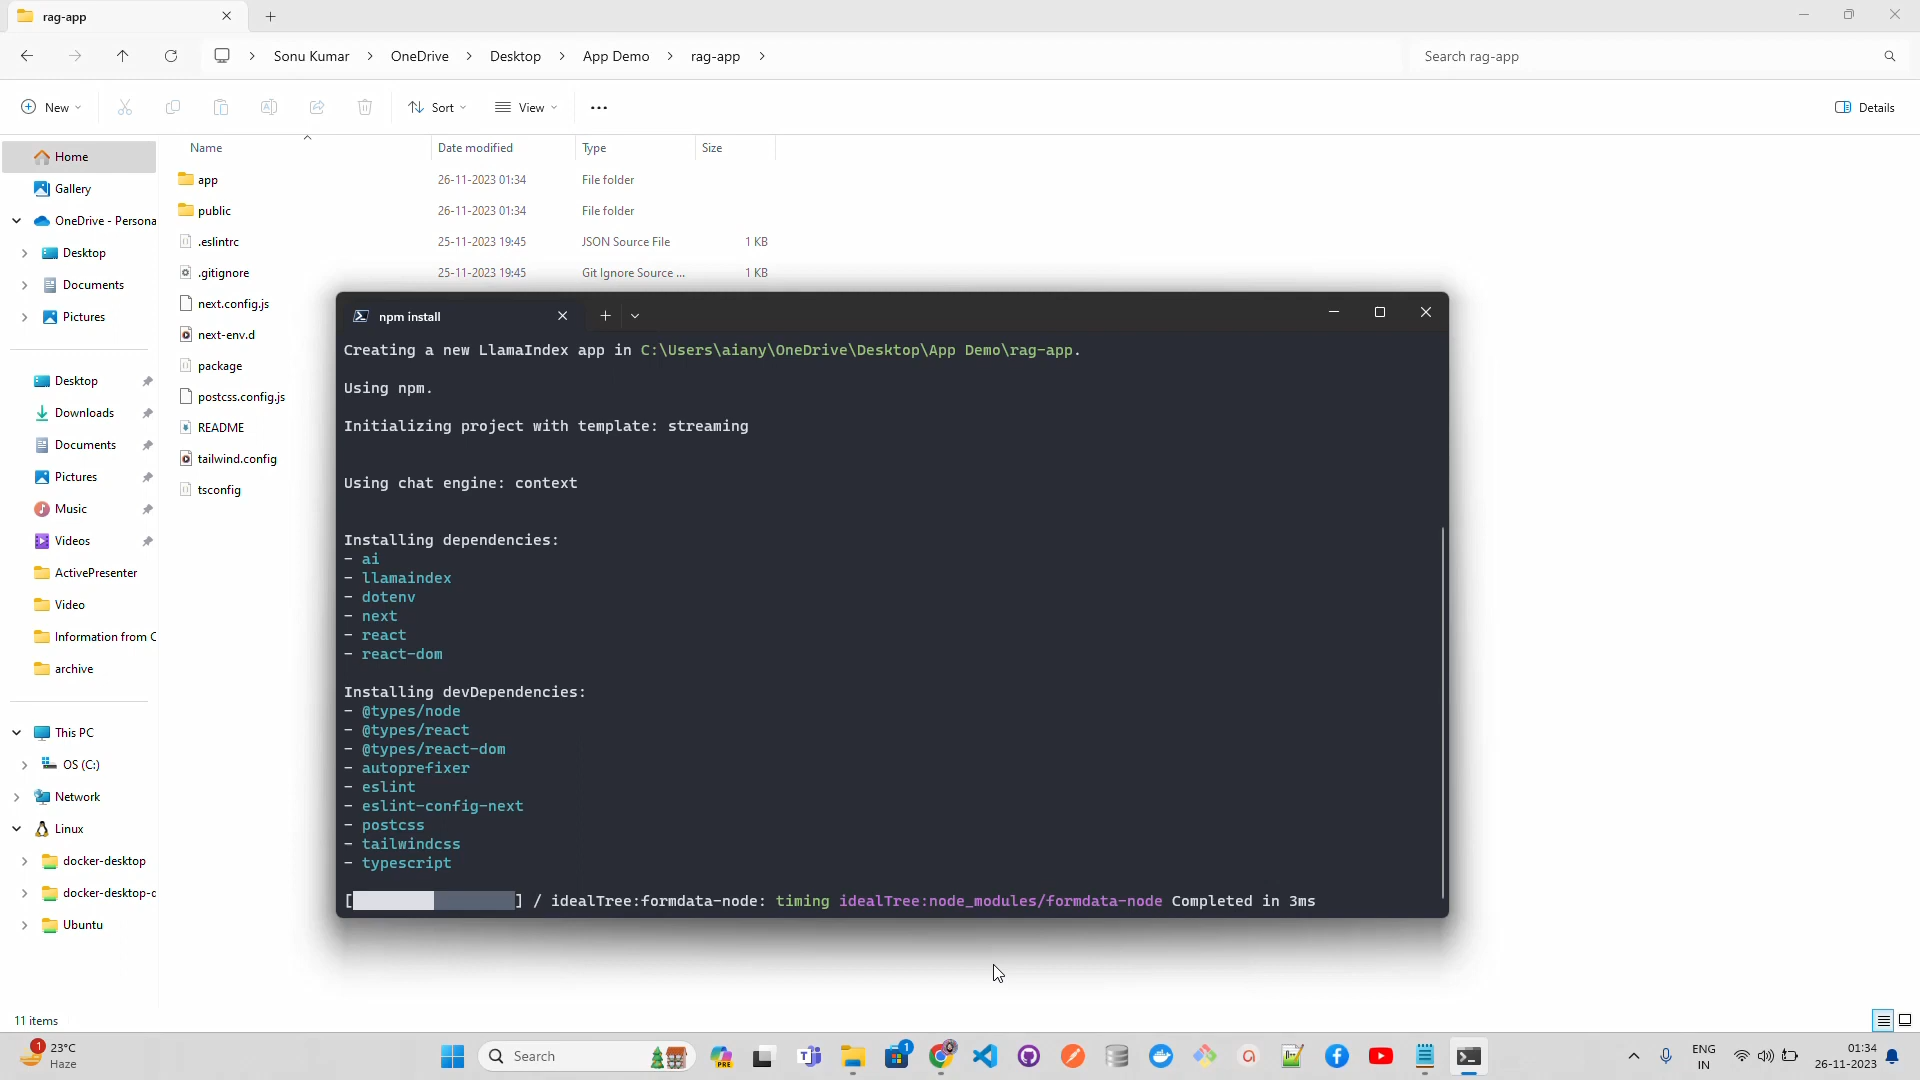 rag-app
Sonu Kumar > OneDrive > Desktop > App Demo > rag-app >
Search rag-app
New
Sort
View
Details
Name
Date modified
Type
Size
app 26-11-2023 01:34 File folder
public 26-11-2023 01:34 File folder
.eslintrc 25-11-2023 19:45 JSON Source File 1 KB
.gitignore 25-11-2023 19:45 Git Ignore Source ... 1 KB
next.config.js
next-env.d
package
postcss.config.js
README
tailwind.config
tsconfig
Home
Gallery
OneDrive - Persona
Desktop
Documents
Pictures
Desktop
Downloads
Documents
Pictures
Music
Videos
ActivePresenter
Video
Information from C
archive
This PC
OS (C:)
Network
Linux
docker-desktop
docker-desktop-c
Ubuntu
11 items
npm install
Creating a new LlamaIndex app in C:\Users\aiany\OneDrive\Desktop\App Demo\rag-app.
Using npm.
Initializing project with template: streaming
Using chat engine: context
Installing dependencies:
- ai
- llamaindex
- dotenv
- next
- react
- react-dom
Installing devDependencies:
- @types/node
- @types/react
- @types/react-dom
- autoprefixer
- eslint
- eslint-config-next
- postcss
- tailwindcss
- typescript
[ ] / idealTree:formdata-node: timing idealTree:node_modules/formdata-node Completed in 3ms
1
23°C
Haze
Search
PRE
1
ENG
IN
01:34
26-11-2023